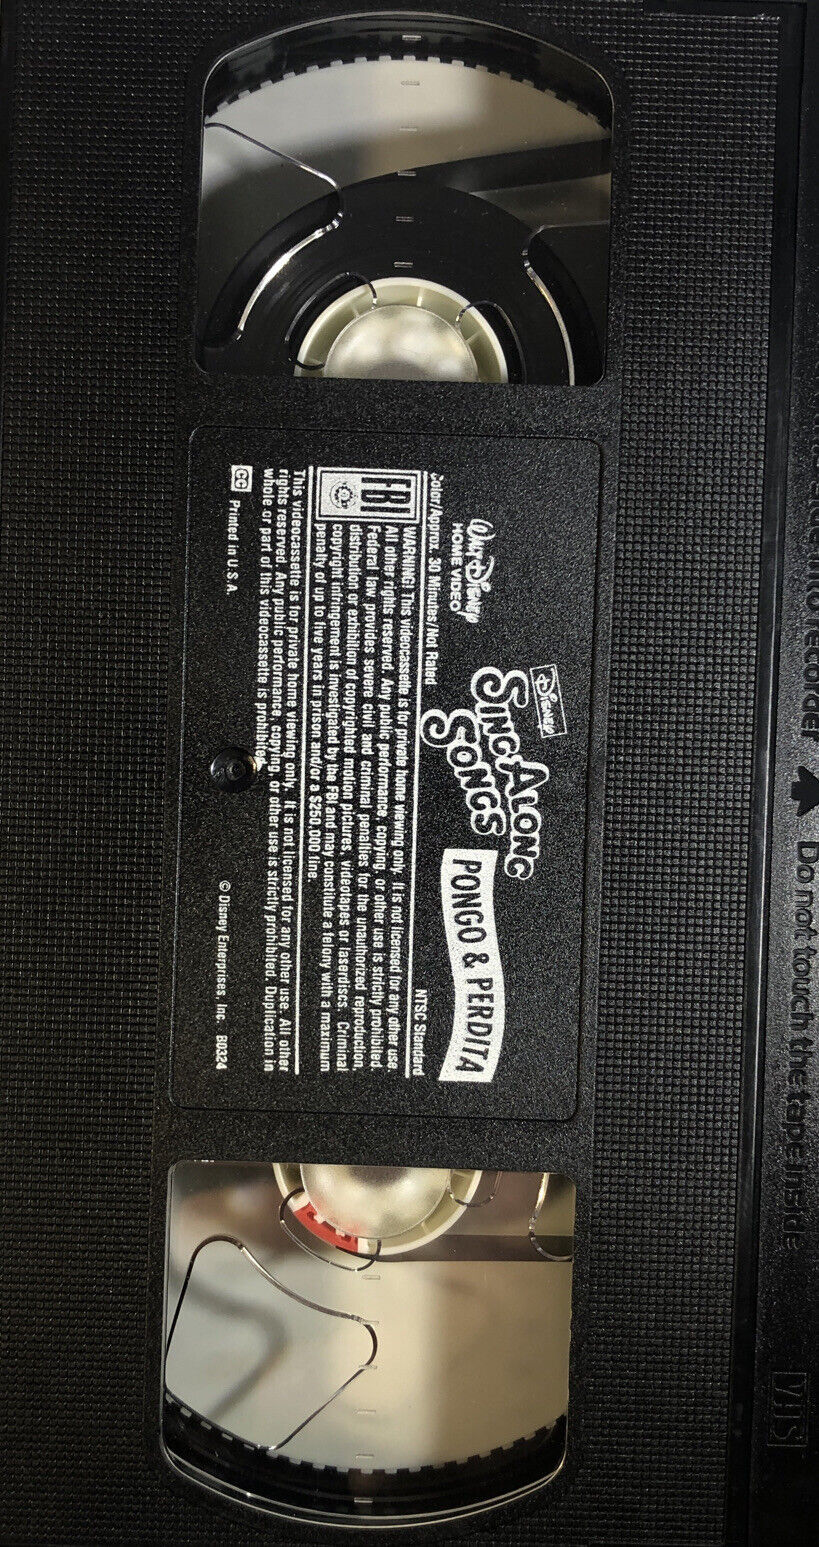 Insert this side into recorder ▲ Do not touch the tape inside
VHS
WALT DISNEY
HOME VIDEO
DISNEY
SING ALONG
SONGS
PONGO & PERDITA
Color/Approx. 30 Minutes/Not Rated
NTSC Standard
FBI
WARNING! This videocassette is for private home viewing only. It is not licensed for any other use.
All other rights reserved. Any public performance, copying, or other use is strictly prohibited.
Federal law provides severe civil and criminal penalties for the unauthorized reproduction,
distribution or exhibition of copyrighted motion pictures, videotapes or laserdiscs. Criminal
copyright infringement is investigated by the FBI and may constitute a felony with a maximum
penalty of up to five years in prison and/or a $250,000 fine.
This videocassette is for private home viewing only. It is not licensed for any other use. All other
rights reserved. Any public performance, copying, or other use is strictly prohibited. Duplication in
whole or part of this videocassette is prohibited.
CC Printed in U.S.A.
© Disney Enterprises, Inc. B0324